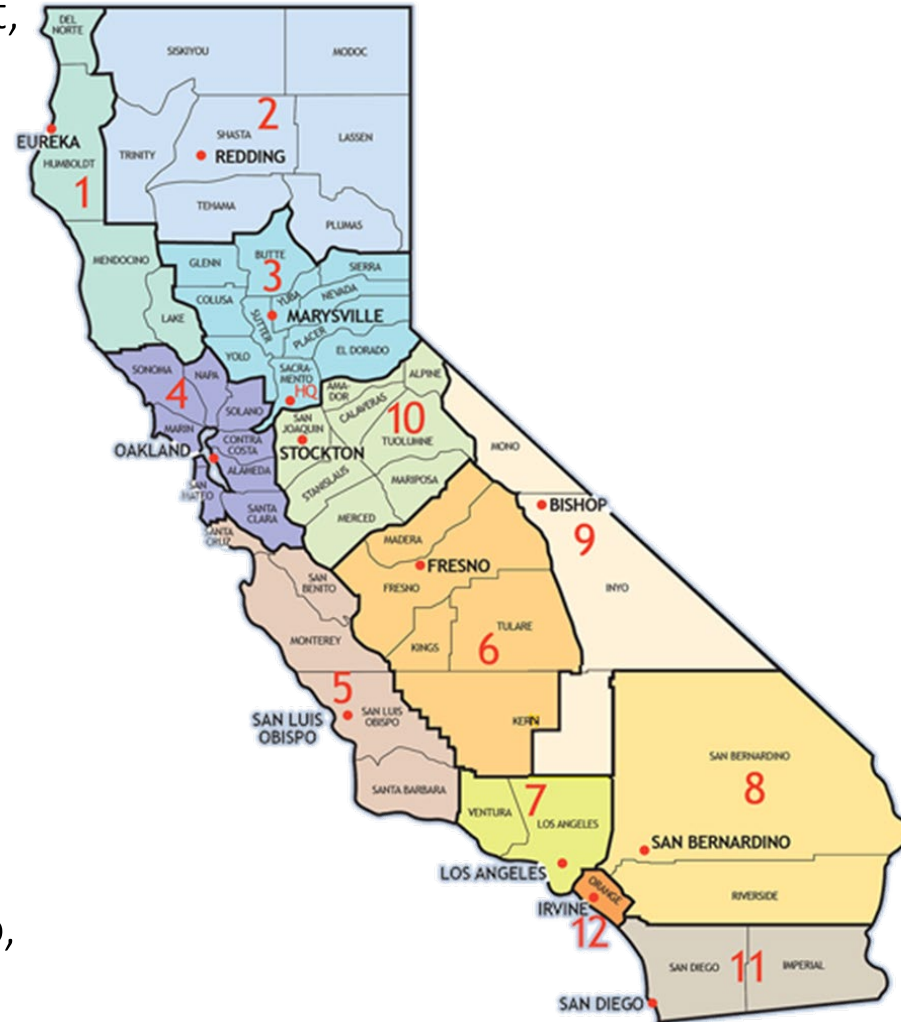 t,
DEL
NORTE
SISKIYOU
MODOC
2
SHASTA
LASSEN
EUREKA
TRINITY
REDDING
HUMBOLDT
1
TEHAMA
PLUMAS
MENDOCINO
GLENN
BUTTE
SIERRA
3
COLUSA
YUBA
NEVADA
LAKE
SUTTER
MARYSVILLE
PLACER
YOLO
EL DORADO
SONOMA
NAPA
SACRA-
MENTO
ALPINE
4
HQ
AMA-
DOR
SOLANO
CALAVERAS
10
MARIN
SAN
JOAQUIN
CONTRA
COSTA
TUOLUMNE
OAKLAND
STOCKTON
MONO
ALAMEDA
STANISLAUS
MARIPOSA
SAN
MATEO
SANTA
CLARA
MERCED
BISHOP
SANTA
CRUZ
MADERA
9
FRESNO
SAN
BENITO
FRESNO
INYO
MONTEREY
KINGS
TULARE
6
5
SAN LUIS
OBISPO
SAN LUIS
OBISPO
KERN
SAN BERNARDINO
SANTA BARBARA
7
8
VENTURA
LOS ANGELES
SAN BERNARDINO
LOS ANGELES
ORANGE
RIVERSIDE
IRVINE
12
),
SAN DIEGO
11
IMPERIAL
SAN DIEGO